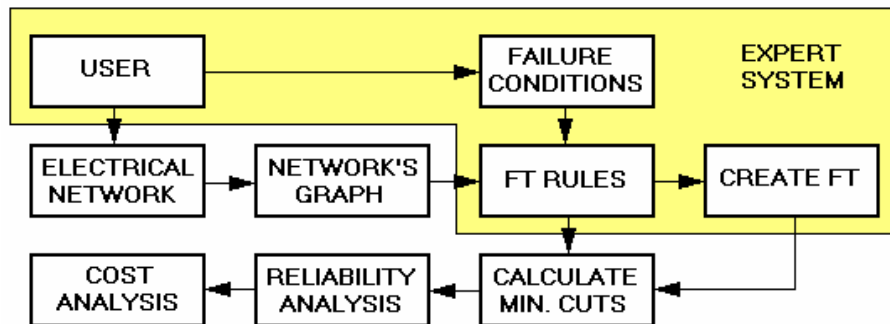 USER
FAILURE
CONDITIONS
EXPERT
SYSTEM
ELECTRICAL
NETWORK
NETWORK'S
GRAPH
FT RULES
CREATE FT
COST
ANALYSIS
RELIABILITY
ANALYSIS
CALCULATE
MIN. CUTS